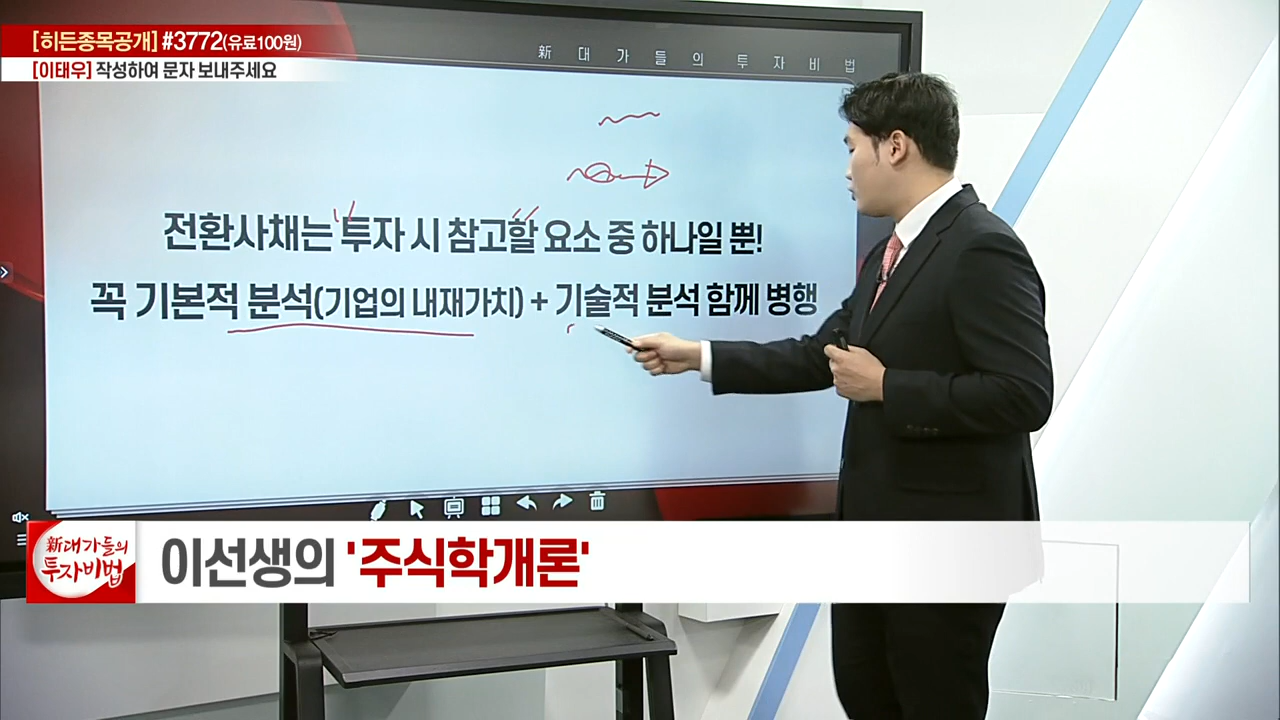 [히든종목공개] #3772(유료100원)
[이태우] 작성하여 문자 보내주세요
新 대 가 들 의 투 자 비 법
전환사채는 투자 시 참고할 요소 중 하나일 뿐!
꼭 기본적 분석(기업의 내재가치) + 기술적 분석 함께 병행
新대가들의
투자비법
이선생의 '주식학개론'